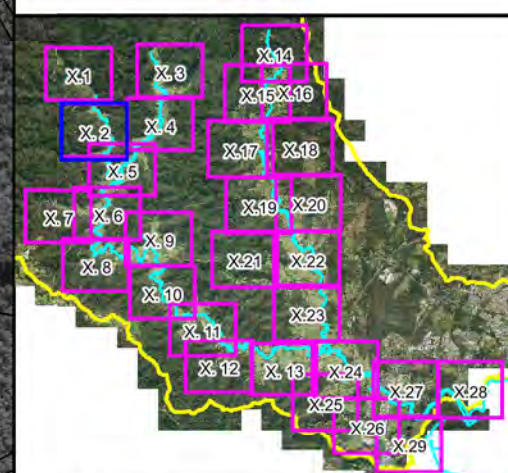 X.14
X.1
X. 3
X.15 X.16
X. 2
X. 4
X.17
X.18
X. 5
X. 7
X. 6
X.19
X.20
X. 9
X. 8
X.21
X.22
X. 10
X.23
X. 11
X. 12
X. 13
X.24
X.27
X.28
X.25
X.26
X.29